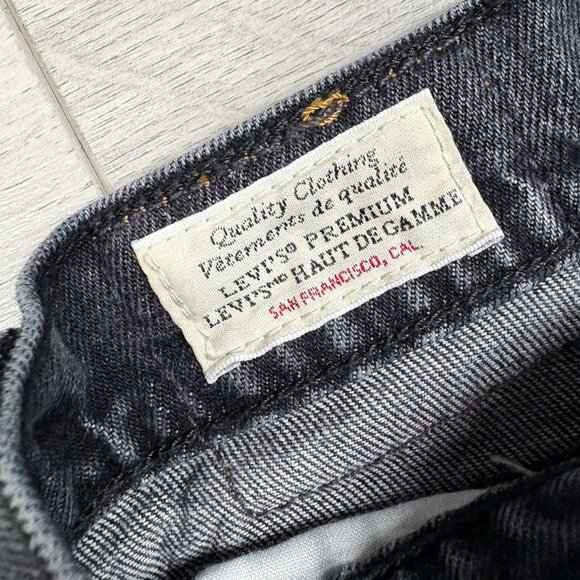 Quality Clothing
Vêtements de qualité
LEVI'S® PREMIUM
LEVI'S™® HAUT DE GAMME
SAN FRANCISCO, CAL